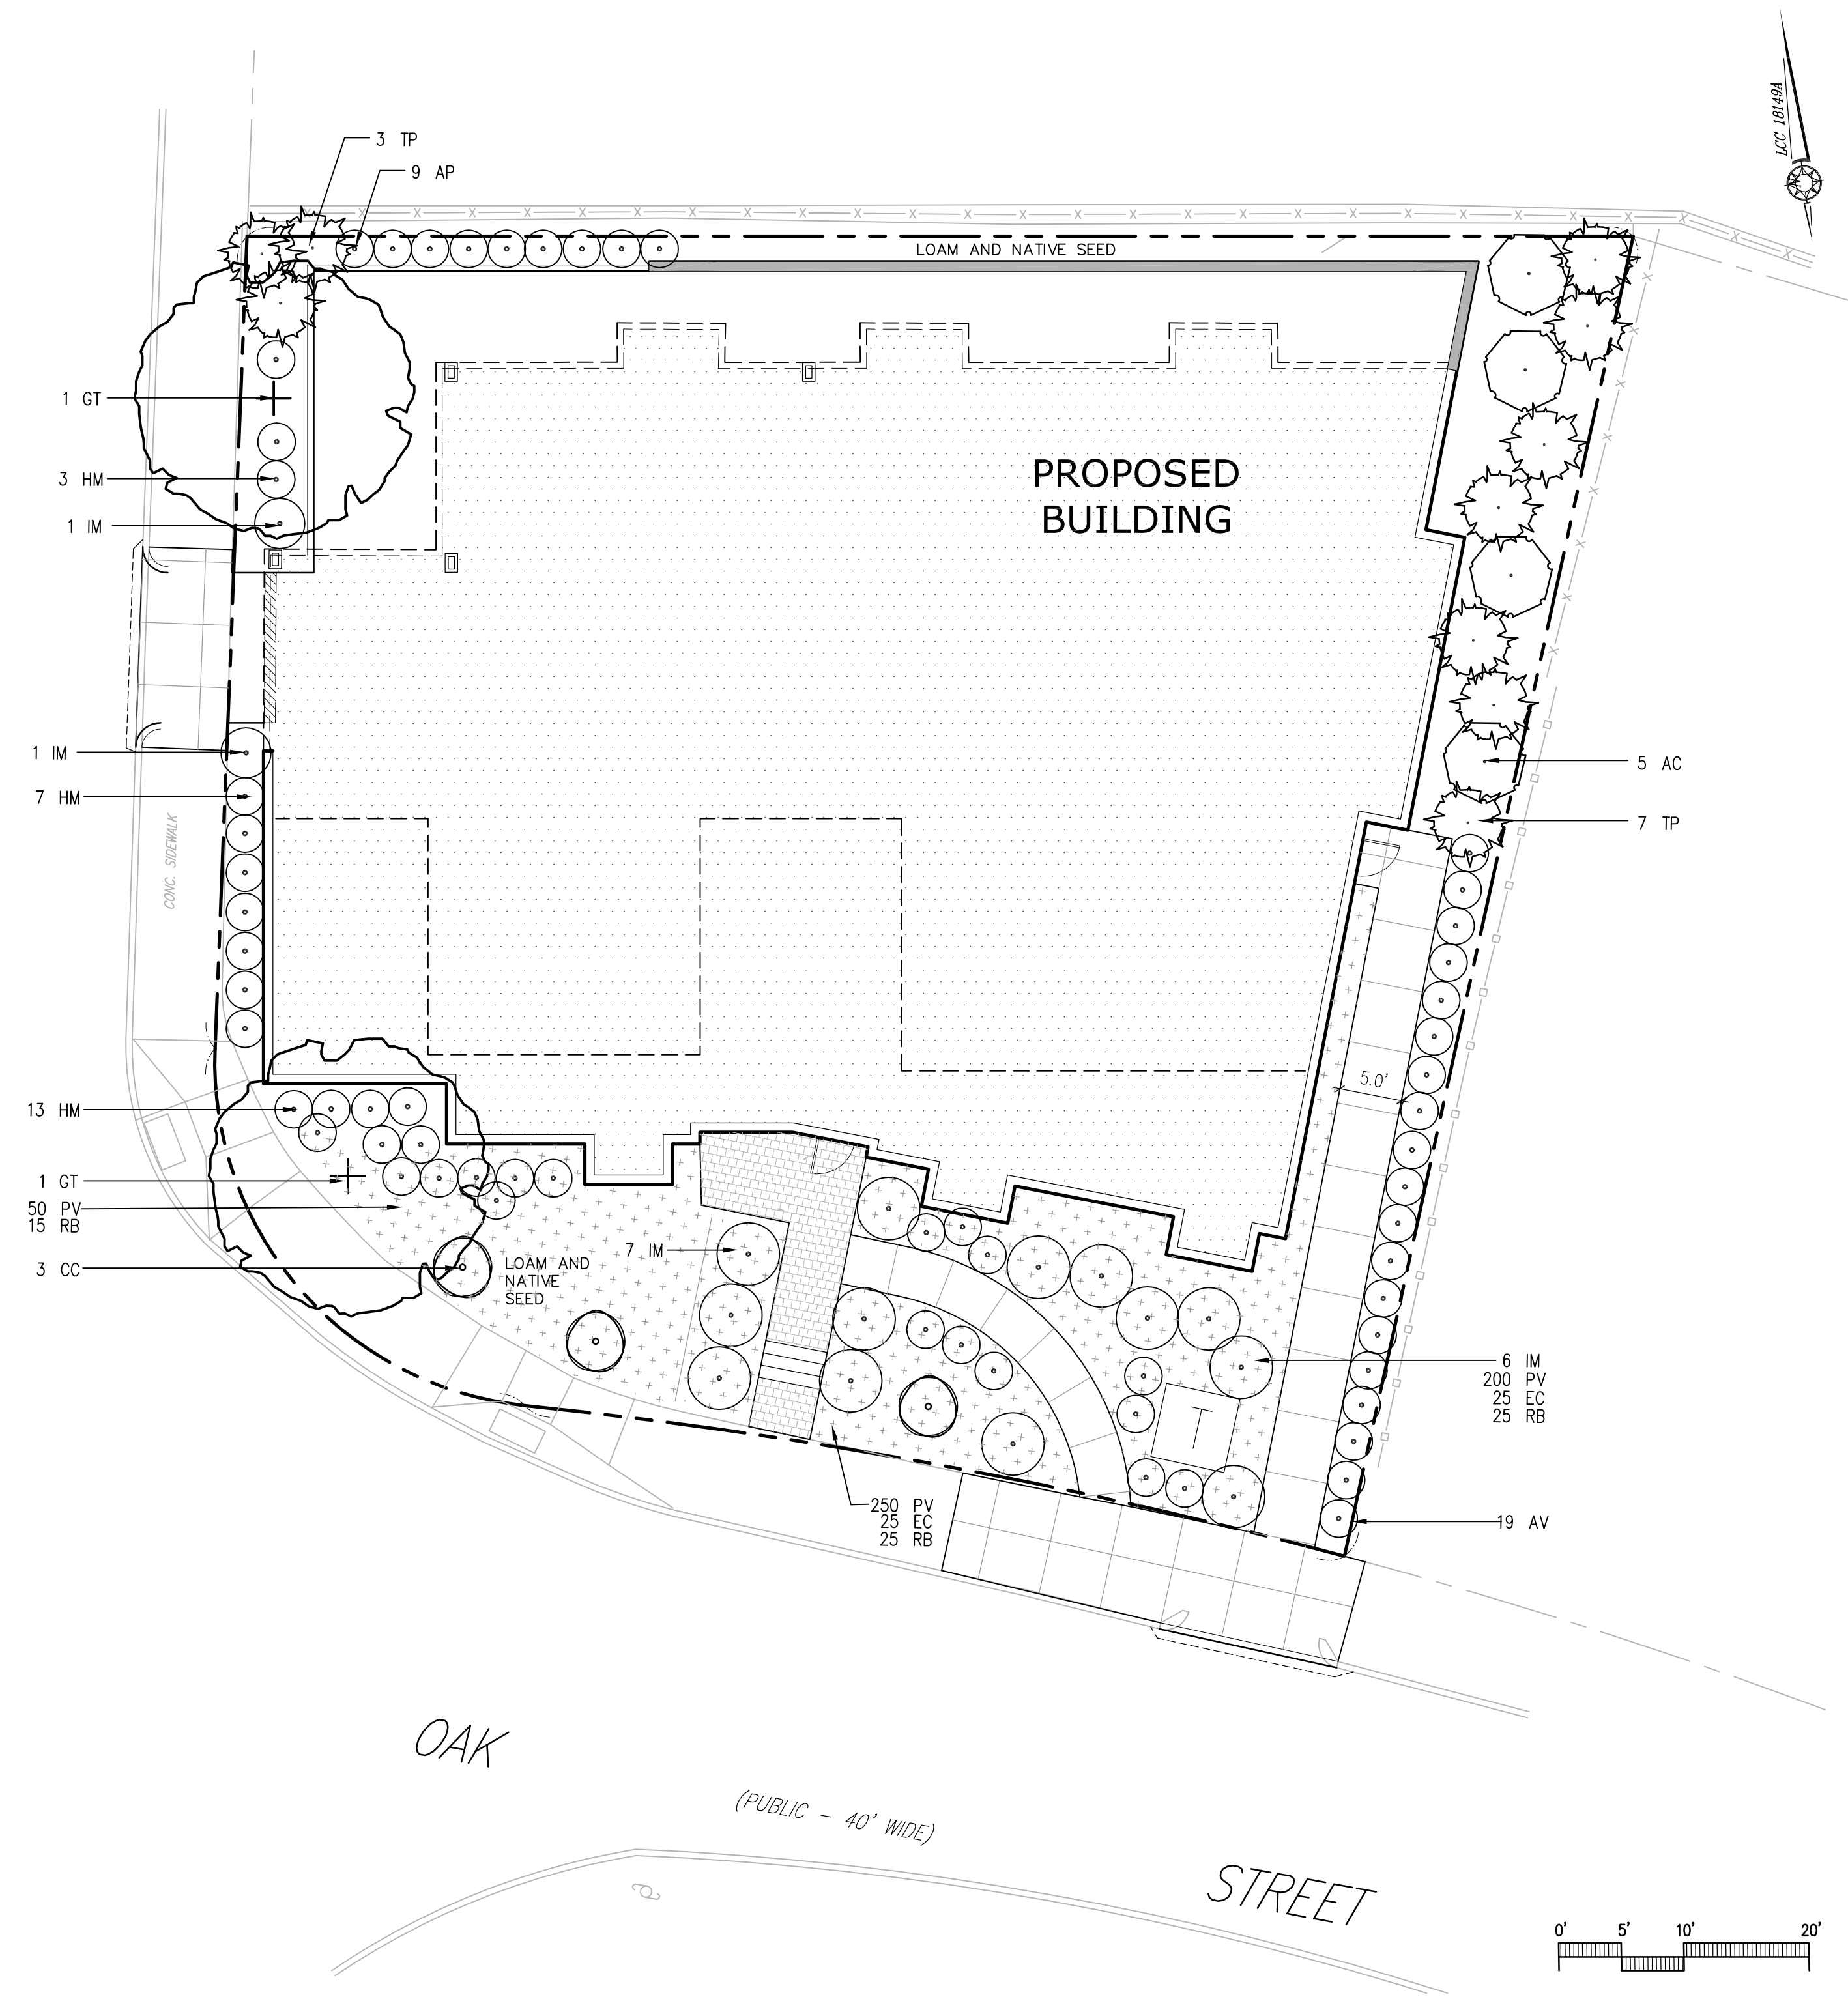 LCC 18149A
3 TP
9 AP
LOAM AND NATIVE SEED
1 GT
PROPOSED
BUILDING
3 HM
1 IM
1 IM
5 AC
7 HM
7 TP
CONC. SIDEWALK
5.0'
13 HM
1 GT
50 PV
15 RB
7 IM
3 CC
LOAM AND
NATIVE
SEED
6 IM
200 PV
25 EC
25 RB
T
250 PV
25 EC
25 RB
19 AV
OAK
(PUBLIC - 40' WIDE)
STREET
0' 5' 10' 20'